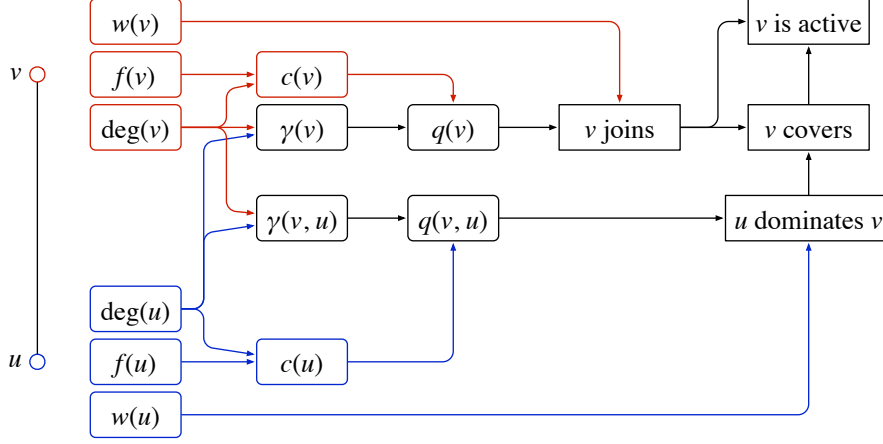 w(v)
v is active
v
f(v)
c(v)
deg(v)
γ(v)
q(v)
v joins
v covers
γ(v, u)
q(v, u)
u dominates v
deg(u)
u
f(u)
c(u)
w(u)